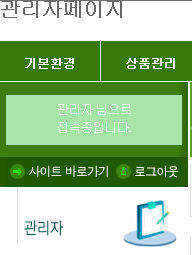 관리자페이지
기본환경 상품관리
관리자 님으로
접속중입니다.
사이트 바로가기 로그아웃
관리자